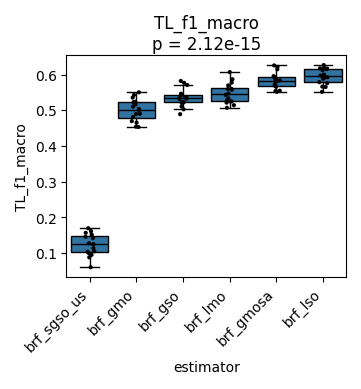 TL_f1_macro
p = 2.12e-15
TL_f1_macro
0.6
0.5
0.4
0.3
0.2
0.1
brf_sgso_us
brf_gmo
brf_gso
brf_lmo
brf_gmosa
brf_lso
estimator